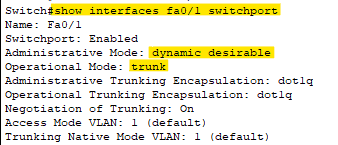 Switch#show interfaces fa0/1 switchport
Name: Fa0/1
Switchport: Enabled
Administrative Mode: dynamic desirable
Operational Mode: trunk
Administrative Trunking Encapsulation: dot1q
Operational Trunking Encapsulation: dot1q
Negotiation of Trunking: On
Access Mode VLAN: 1 (default)
Trunking Native Mode VLAN: 1 (default)